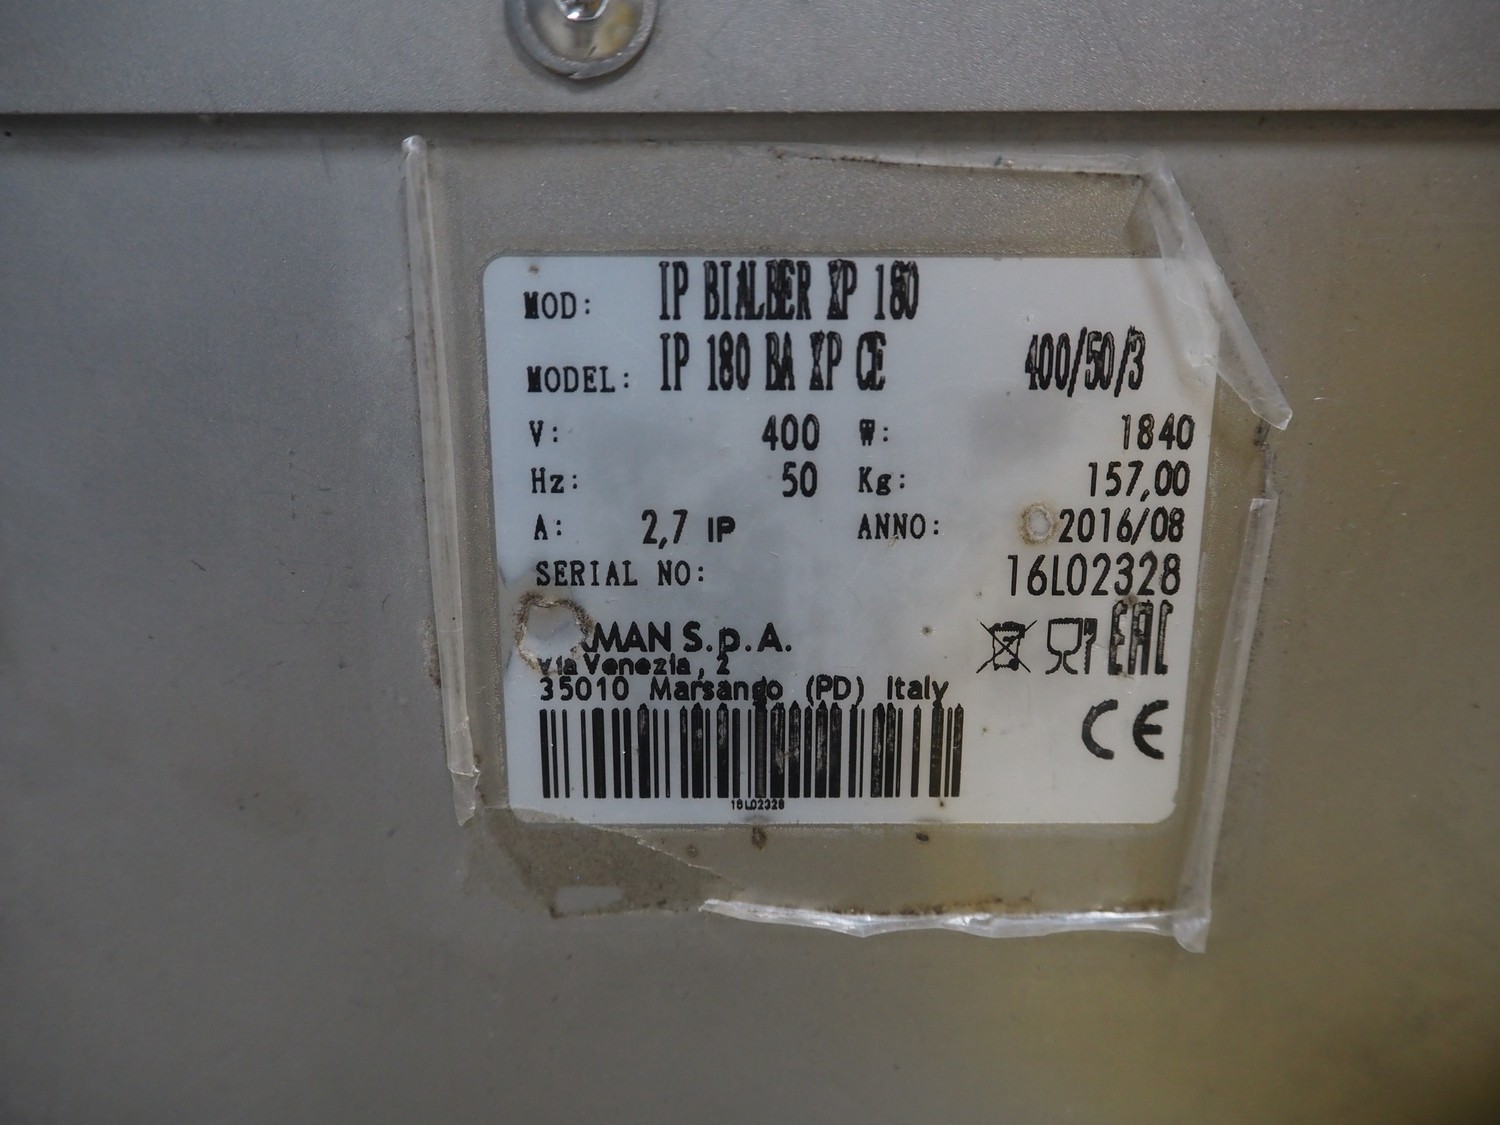 MOD: IP BIALBER XP 180
MODEL: IP 180 BA XP CE 400/50/3
V: 400 W: 1840
Hz: 50 Kg: 157,00
A: 2,7 IP ANNO: 2016/08
SERIAL NO: 16L02328
MAN S.p.A.
Via Venezia, 2
35010 Marsango (PD) Italy
EAC
CE
16L02328